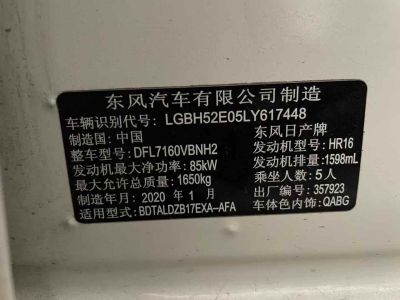 东风汽车有限公司制造
车辆识别代号: LGBH52E05LY617448
制造国: 中国 东风日产牌
整车型号: DFL7160VBNH2 发动机型号: HR16
发动机最大净功率: 85kW 发动机排量: 1598mL
最大允许总质量: 1650kg 乘坐人数: 5人
制造年月: 2020 年 1 月 出厂编号: 357923
适用型式: BDTALDZB17EXA-AFA 车体色内饰: QABG